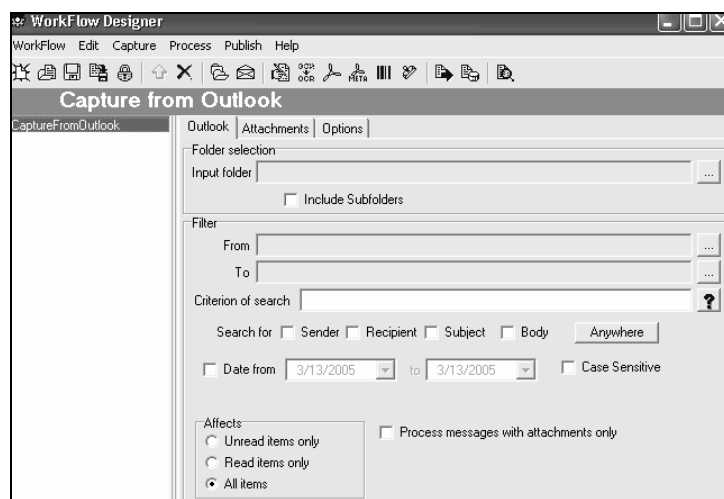 WorkFlow Designer
WorkFlow Edit Capture Process Publish Help
OCR
META
Capture from Outlook
CaptureFromOutlook
Outlook Attachments Options
Folder selection
Input folder ...
Include Subfolders
Filter
From ...
To ...
Criterion of search ?
Search for Sender Recipient Subject Body Anywhere
Date from 3/13/2005 to 3/13/2005 Case Sensitive
Affects
Unread items only Process messages with attachments only
Read items only
All items